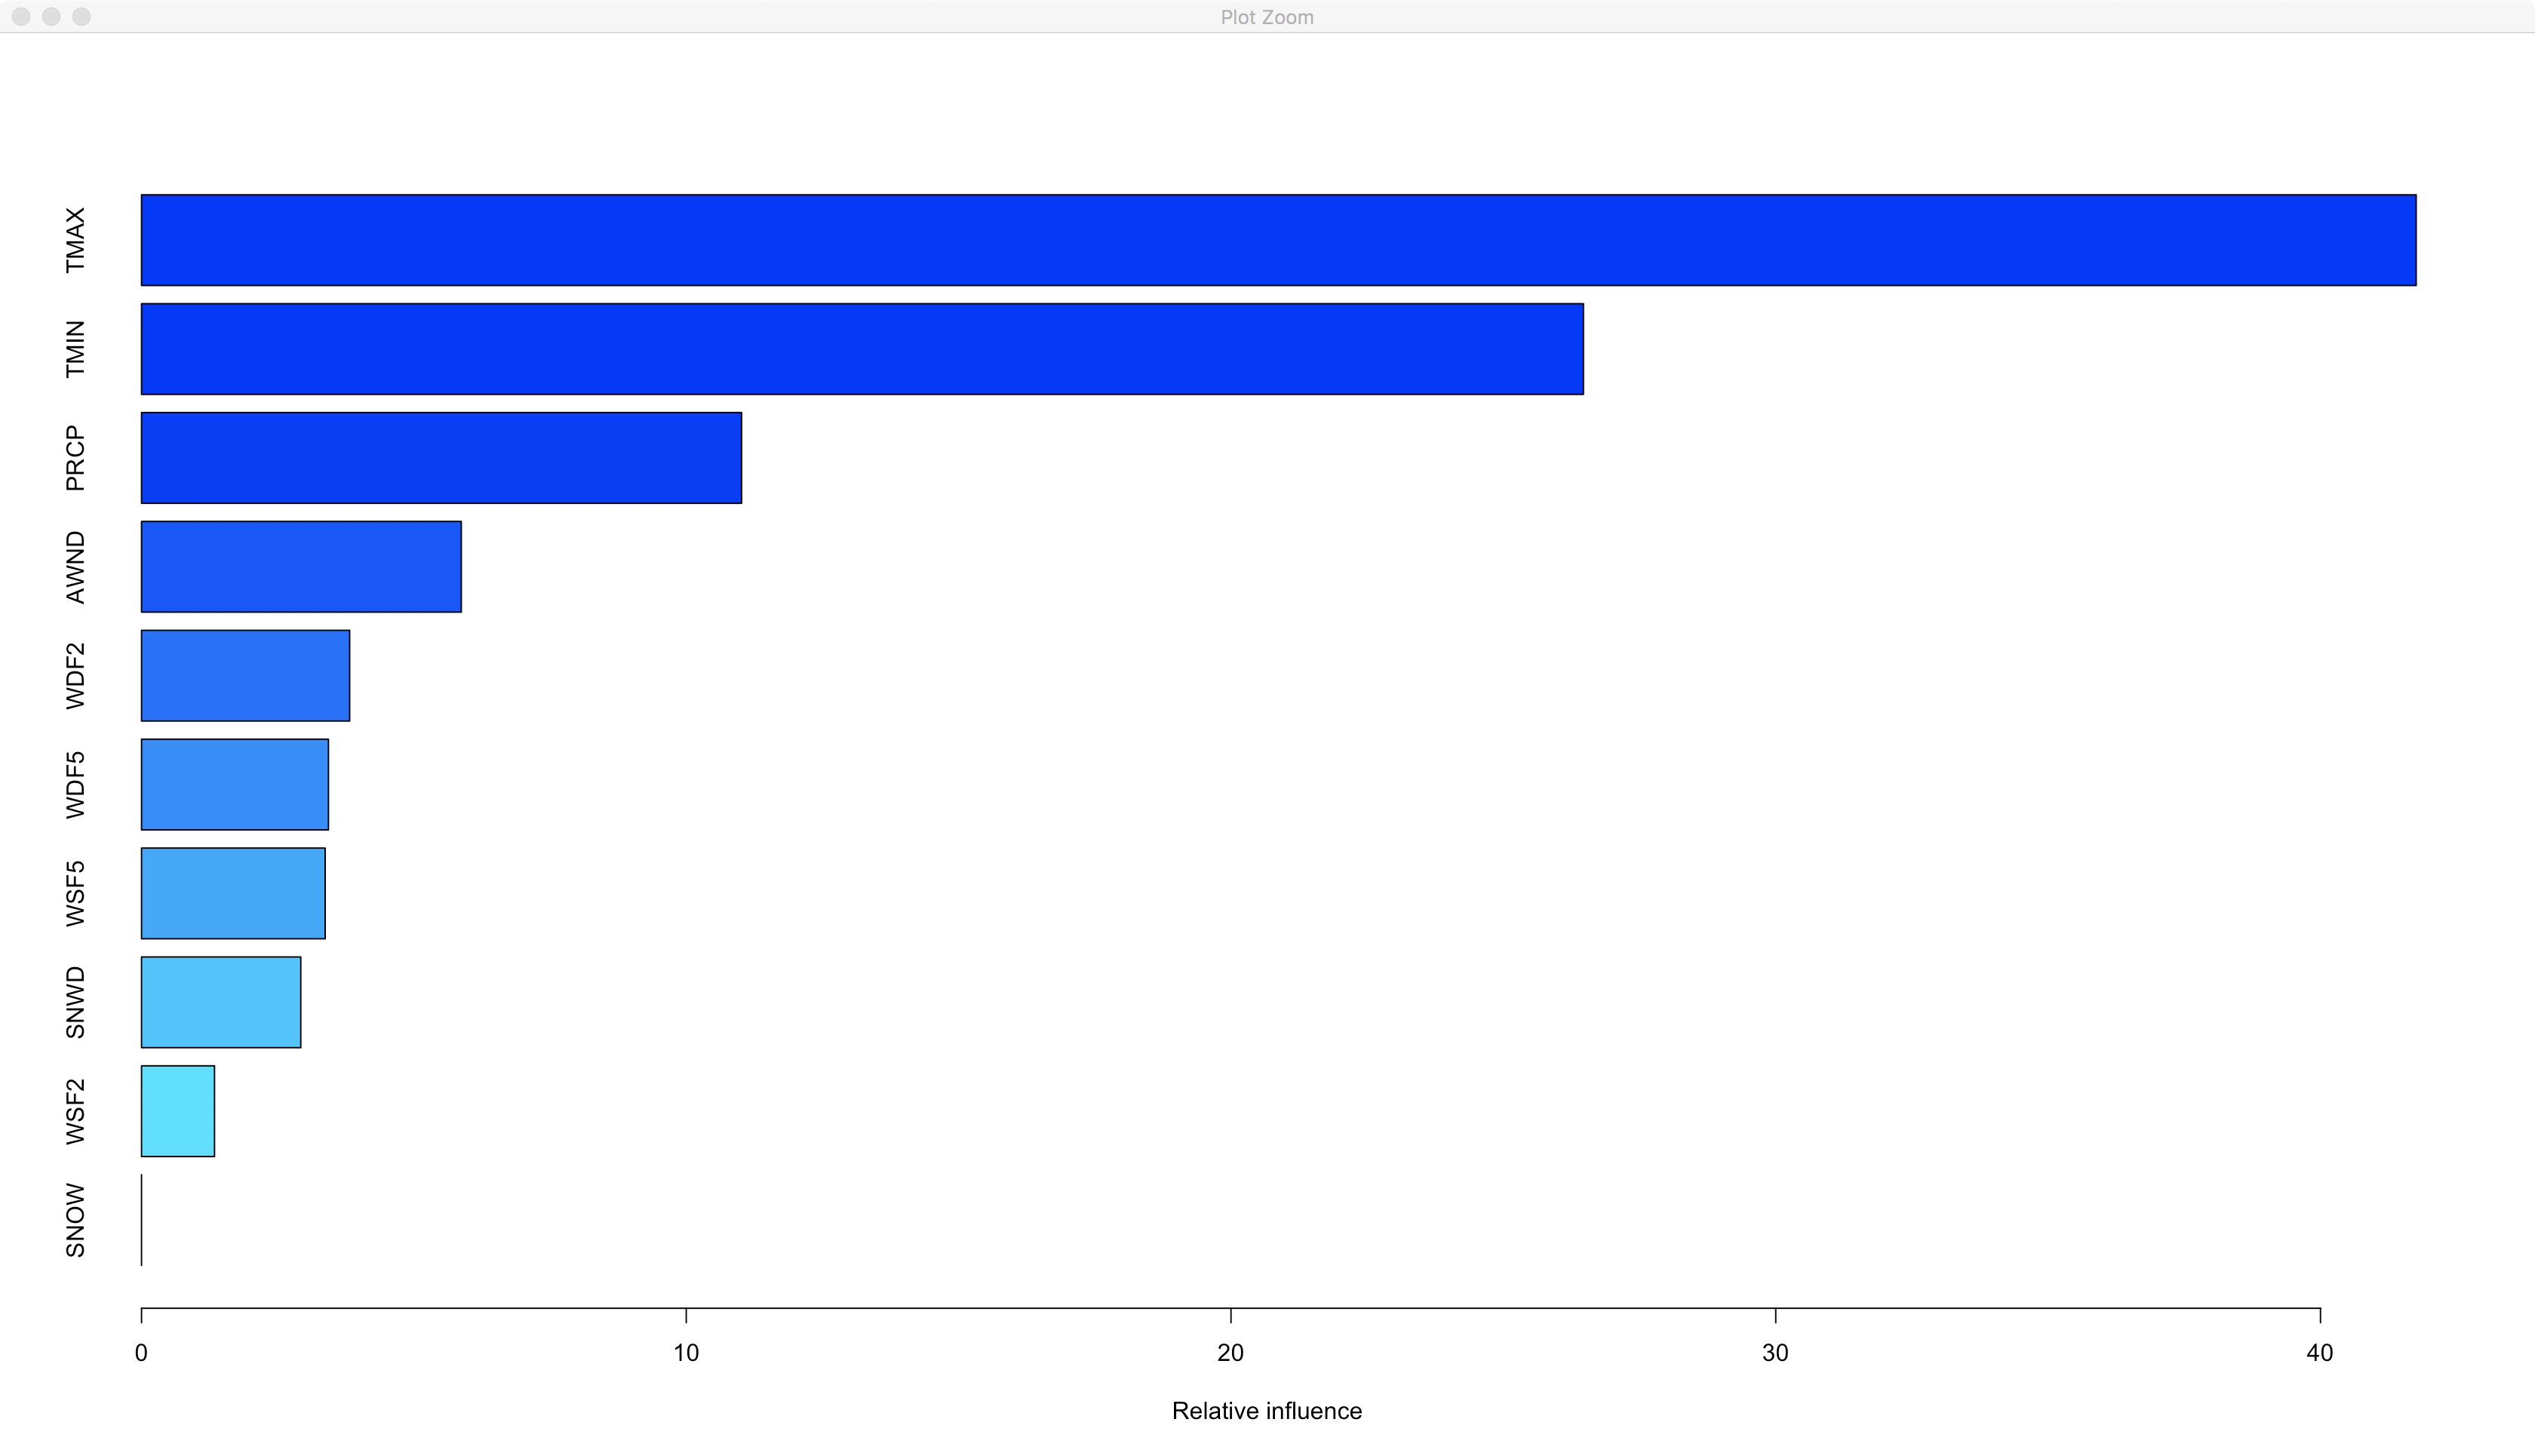 Plot Zoom
TMAX
TMIN
PRCP
AWND
WDF2
WDF5
WSF5
SNWD
WSF2
SNOW
0 10 20 30 40
Relative influence